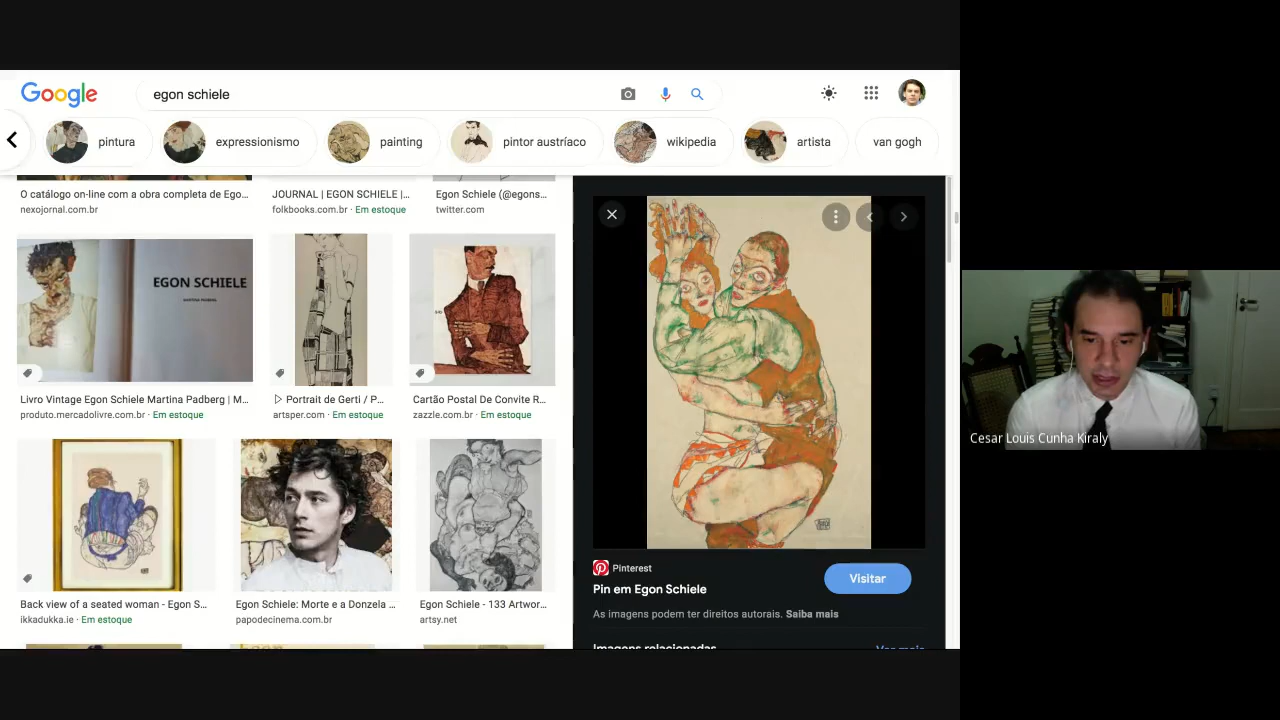 Google
egon schiele
pintura
expressionismo
painting
pintor austríaco
wikipedia
artista
van gogh
O catálogo on-line com a obra completa de Ego...
nexojornal.com.br
JOURNAL | EGON SCHIELE |...
folkbooks.com.br · Em estoque
Egon Schiele (@egons...
twitter.com
EGON SCHIELE
Livro Vintage Egon Schiele Martina Padberg | M...
produto.mercadolivre.com.br · Em estoque
▷ Portrait de Gerti / P...
artsper.com · Em estoque
Cartão Postal De Convite R...
zazzle.com.br · Em estoque
Back view of a seated woman - Egon S...
ikkadukka.ie · Em estoque
Egon Schiele: Morte e a Donzela ...
papodecinema.com.br
Egon Schiele - 133 Artwor...
artsy.net
Pinterest
Visitar
Pin em Egon Schiele
As imagens podem ter direitos autorais. Saiba mais
Imagens relacionadas
Ver mais
Cesar Louis Cunha Kiraly